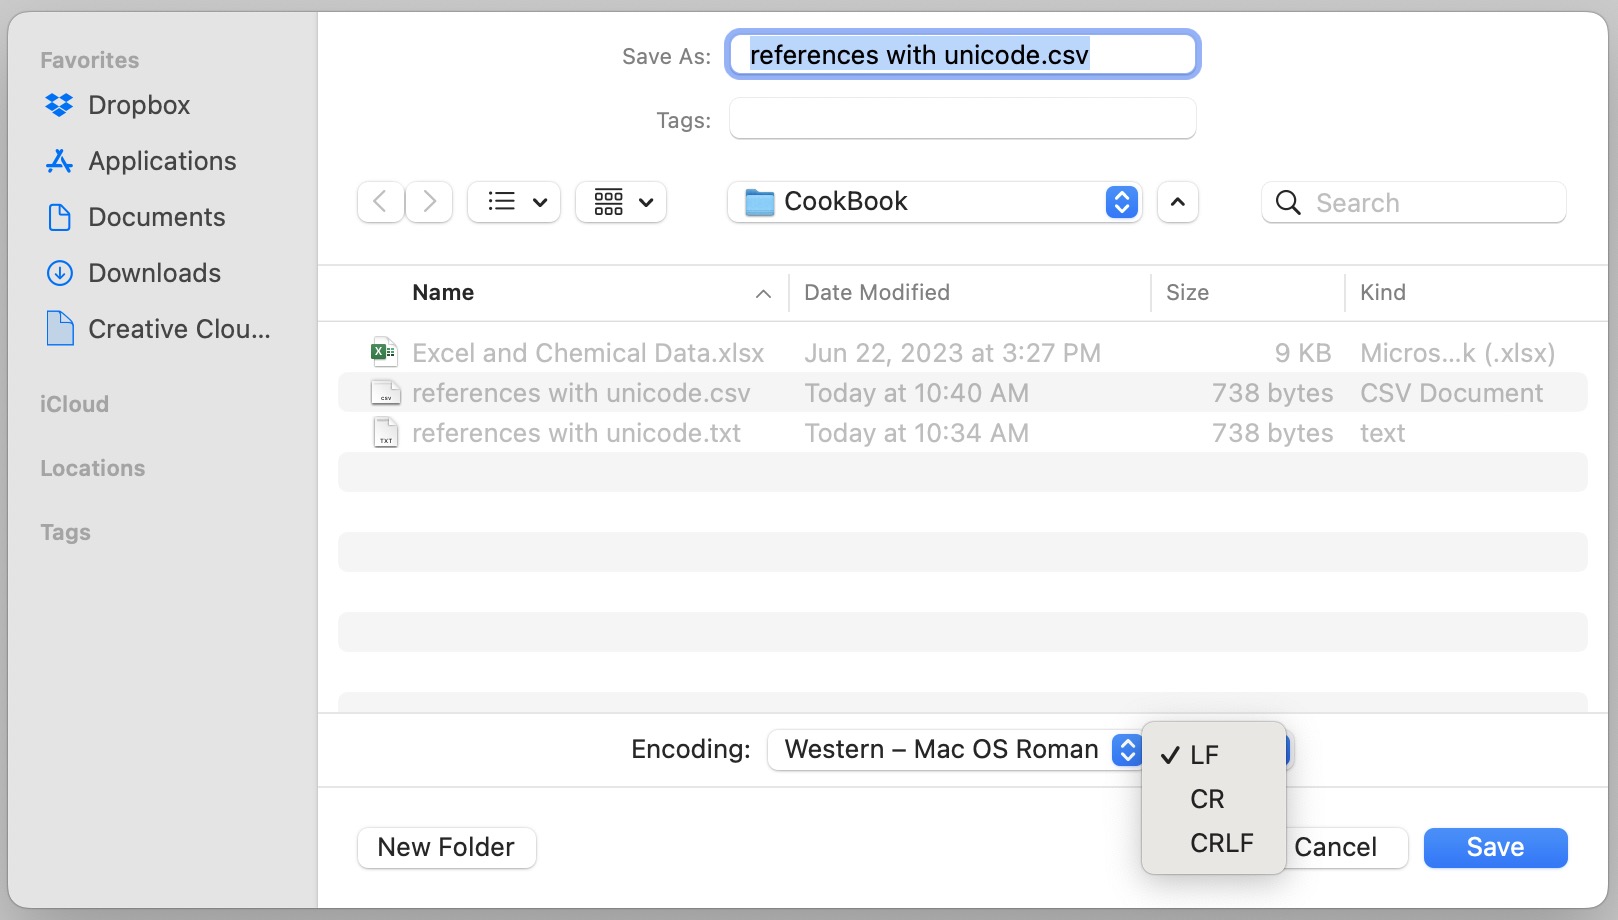 Favorites
Dropbox
Applications
Documents
Downloads
Creative Clou...
iCloud
Locations
Tags
Save As: references with unicode.csv
Tags:
CookBook
Search
Name Date Modified Size Kind
Excel and Chemical Data.xlsx Jun 22, 2023 at 3:27 PM 9 KB Micros...k (.xlsx)
references with unicode.csv Today at 10:40 AM 738 bytes CSV Document
references with unicode.txt Today at 10:34 AM 738 bytes text
Encoding: Western – Mac OS Roman
LF
CR
CRLF
New Folder Cancel Save